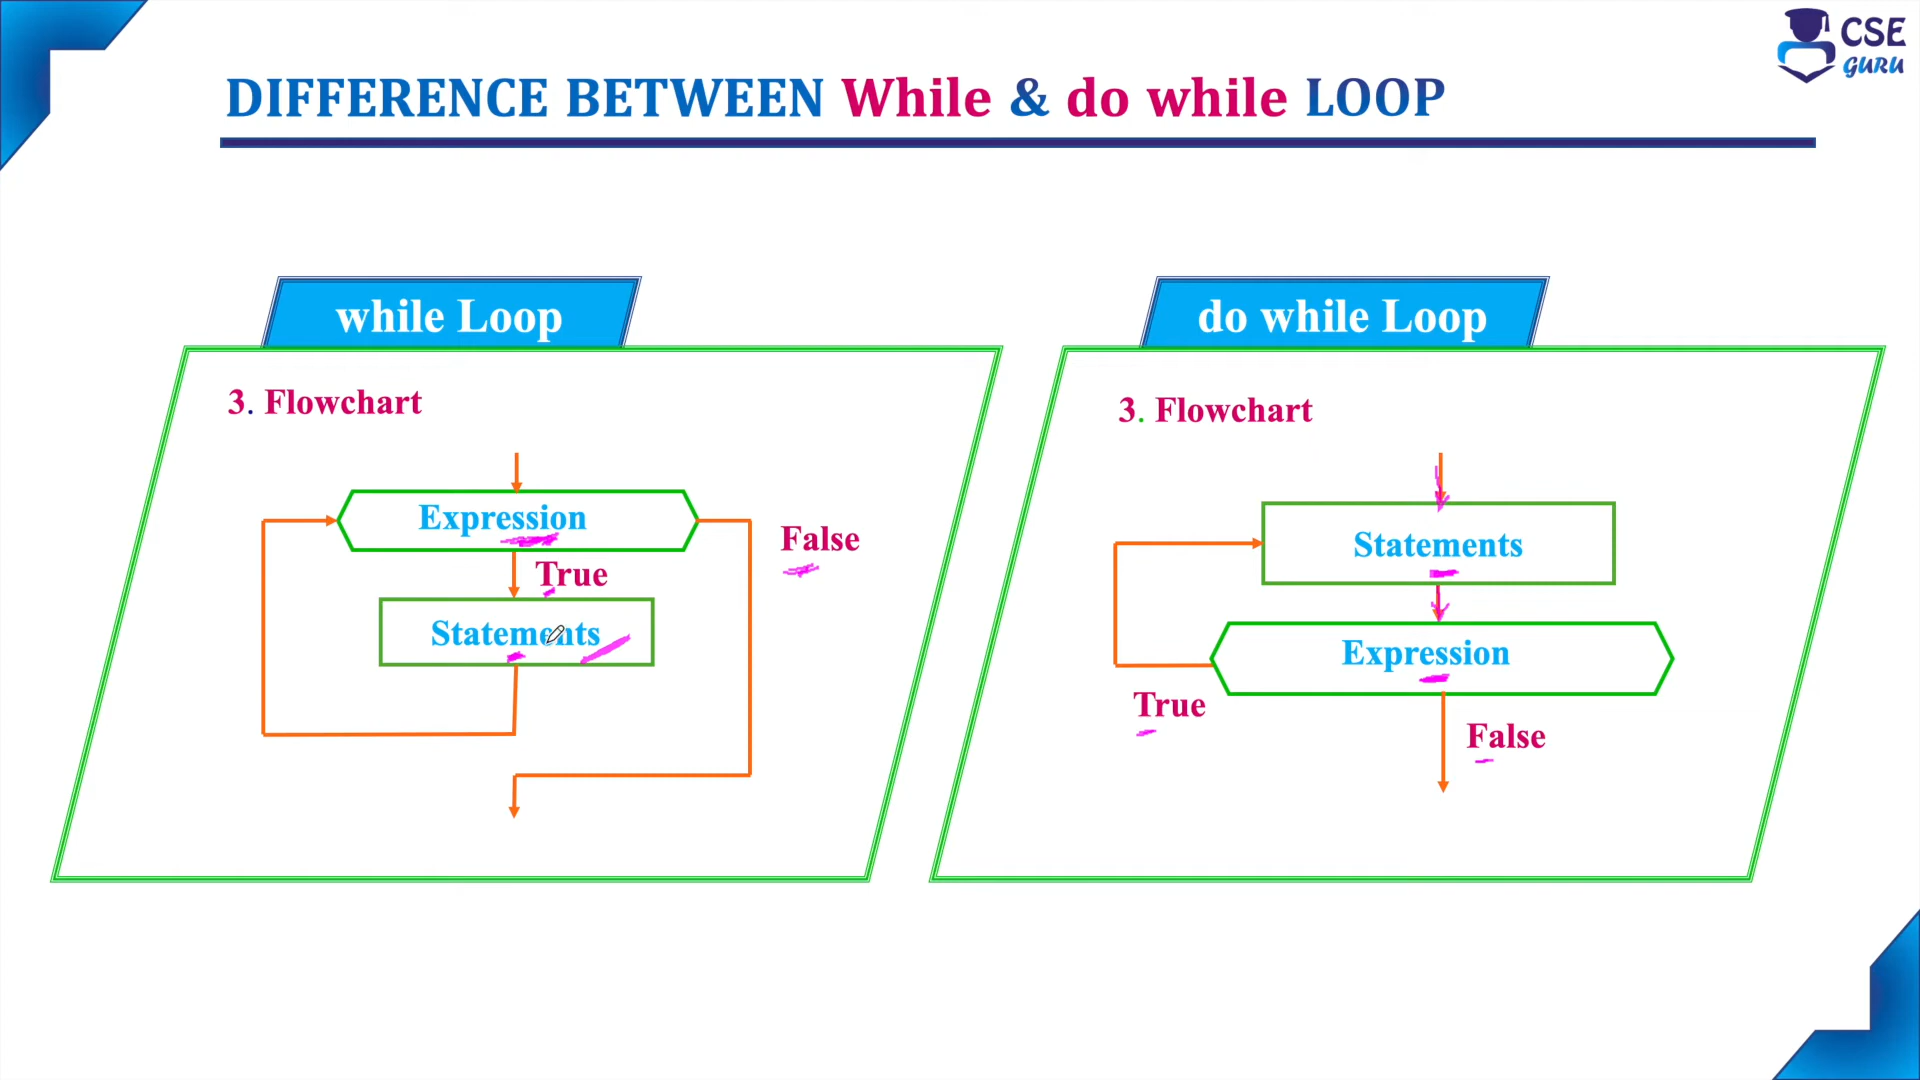 CSE
GURU
DIFFERENCE BETWEEN While & do while LOOP
while Loop
3. Flowchart
Expression
False
True
Statements
do while Loop
3. Flowchart
Statements
Expression
True
False